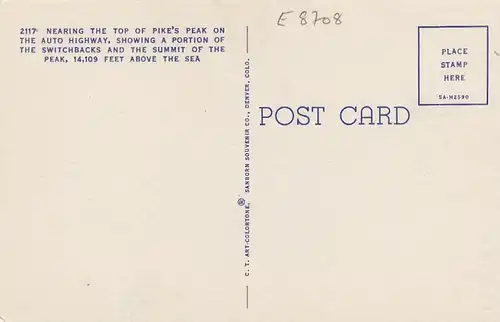 2117 NEARING THE TOP OF PIKE'S PEAK ON
THE AUTO HIGHWAY, SHOWING A PORTION OF
THE SWITCHBACKS AND THE SUMMIT OF THE
PEAK, 14,109 FEET ABOVE THE SEA
E 8708
PLACE
STAMP
HERE
5A-H2590
POST CARD
C. T. ART-COLORTONE ® SANBORN SOUVENIR CO., DENVER, COLO.